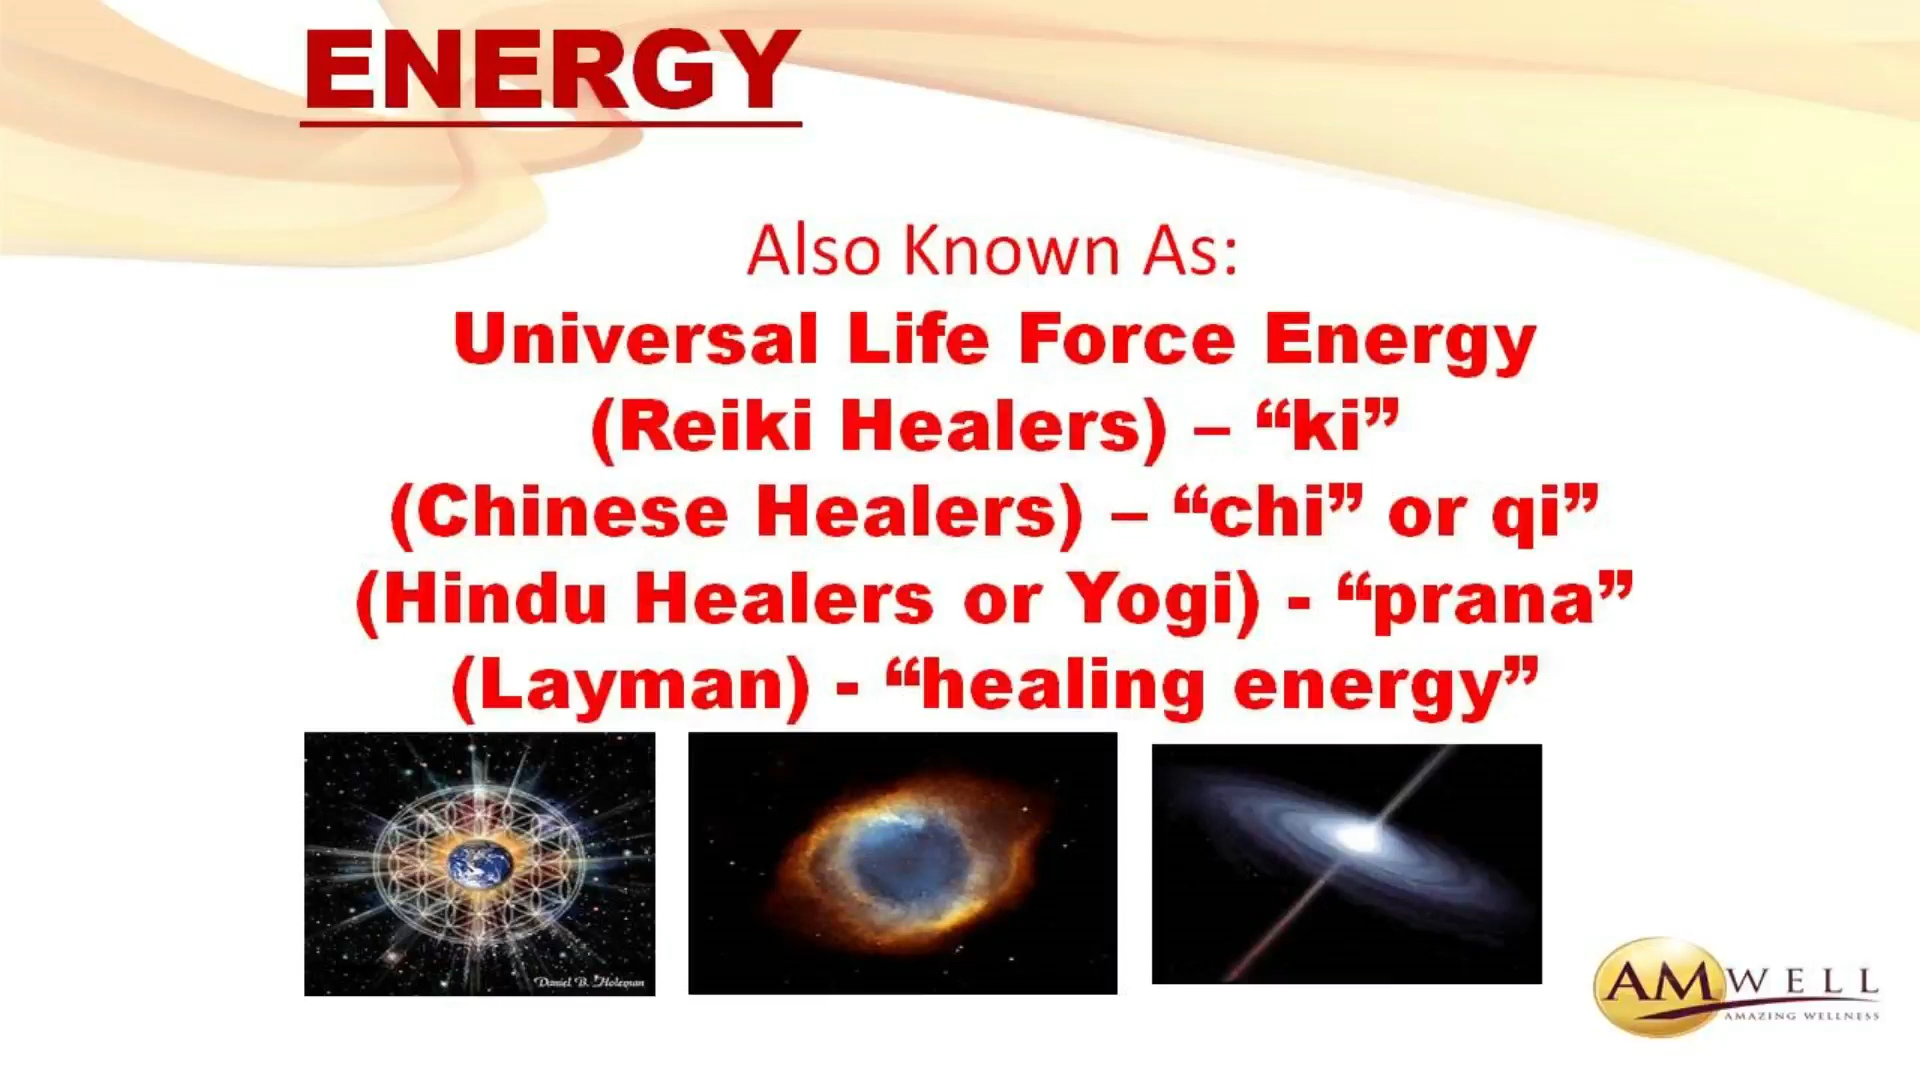 ENERGY
Also Known As:
Universal Life Force Energy
(Reiki Healers) – “ki”
(Chinese Healers) – “chi” or qi”
(Hindu Healers or Yogi) - “prana”
(Layman) - “healing energy”
Daniel B. Holeman
AMWELL
AMAZING WELLNESS